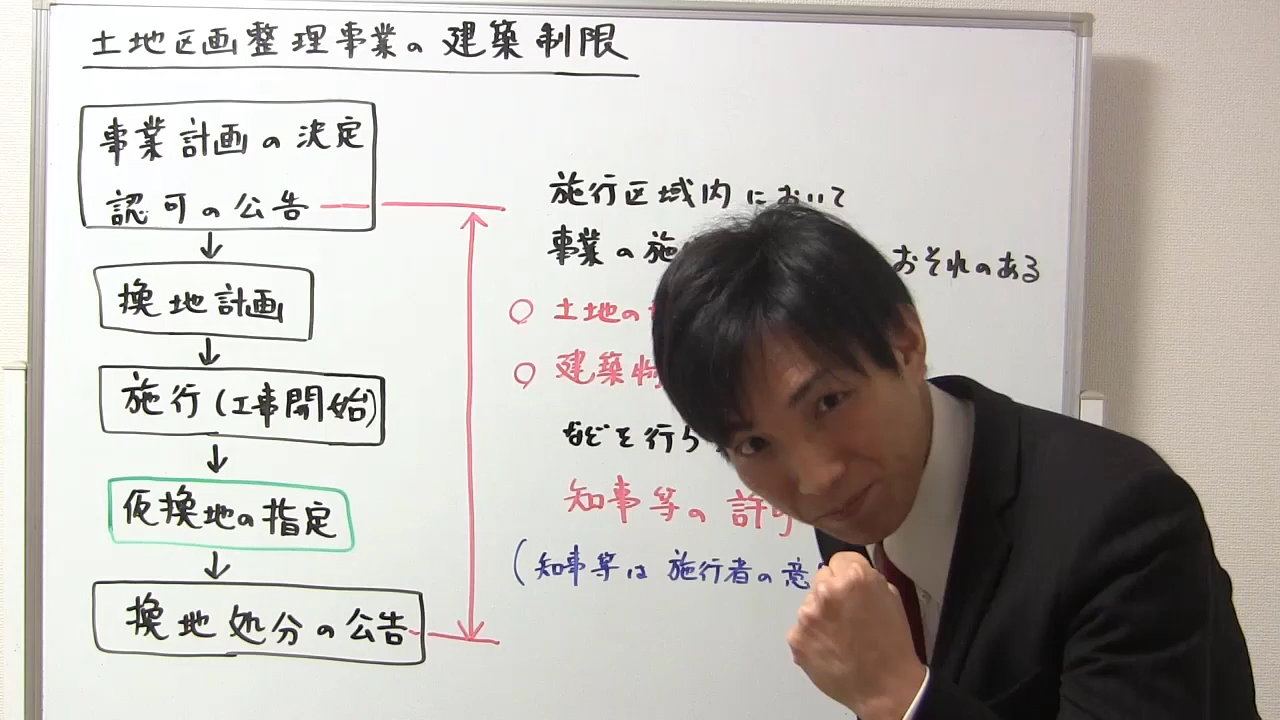 土地区画整理事業の建築制限
事業計画の決定
認可の公告
換地計画
施行(工事開始)
仮換地の指定
換地処分の公告
施行区域内において
事業の施 おそれのある
○ 土地の
○ 建築物
などを行
知事等の許可
(知事等は施行者の意